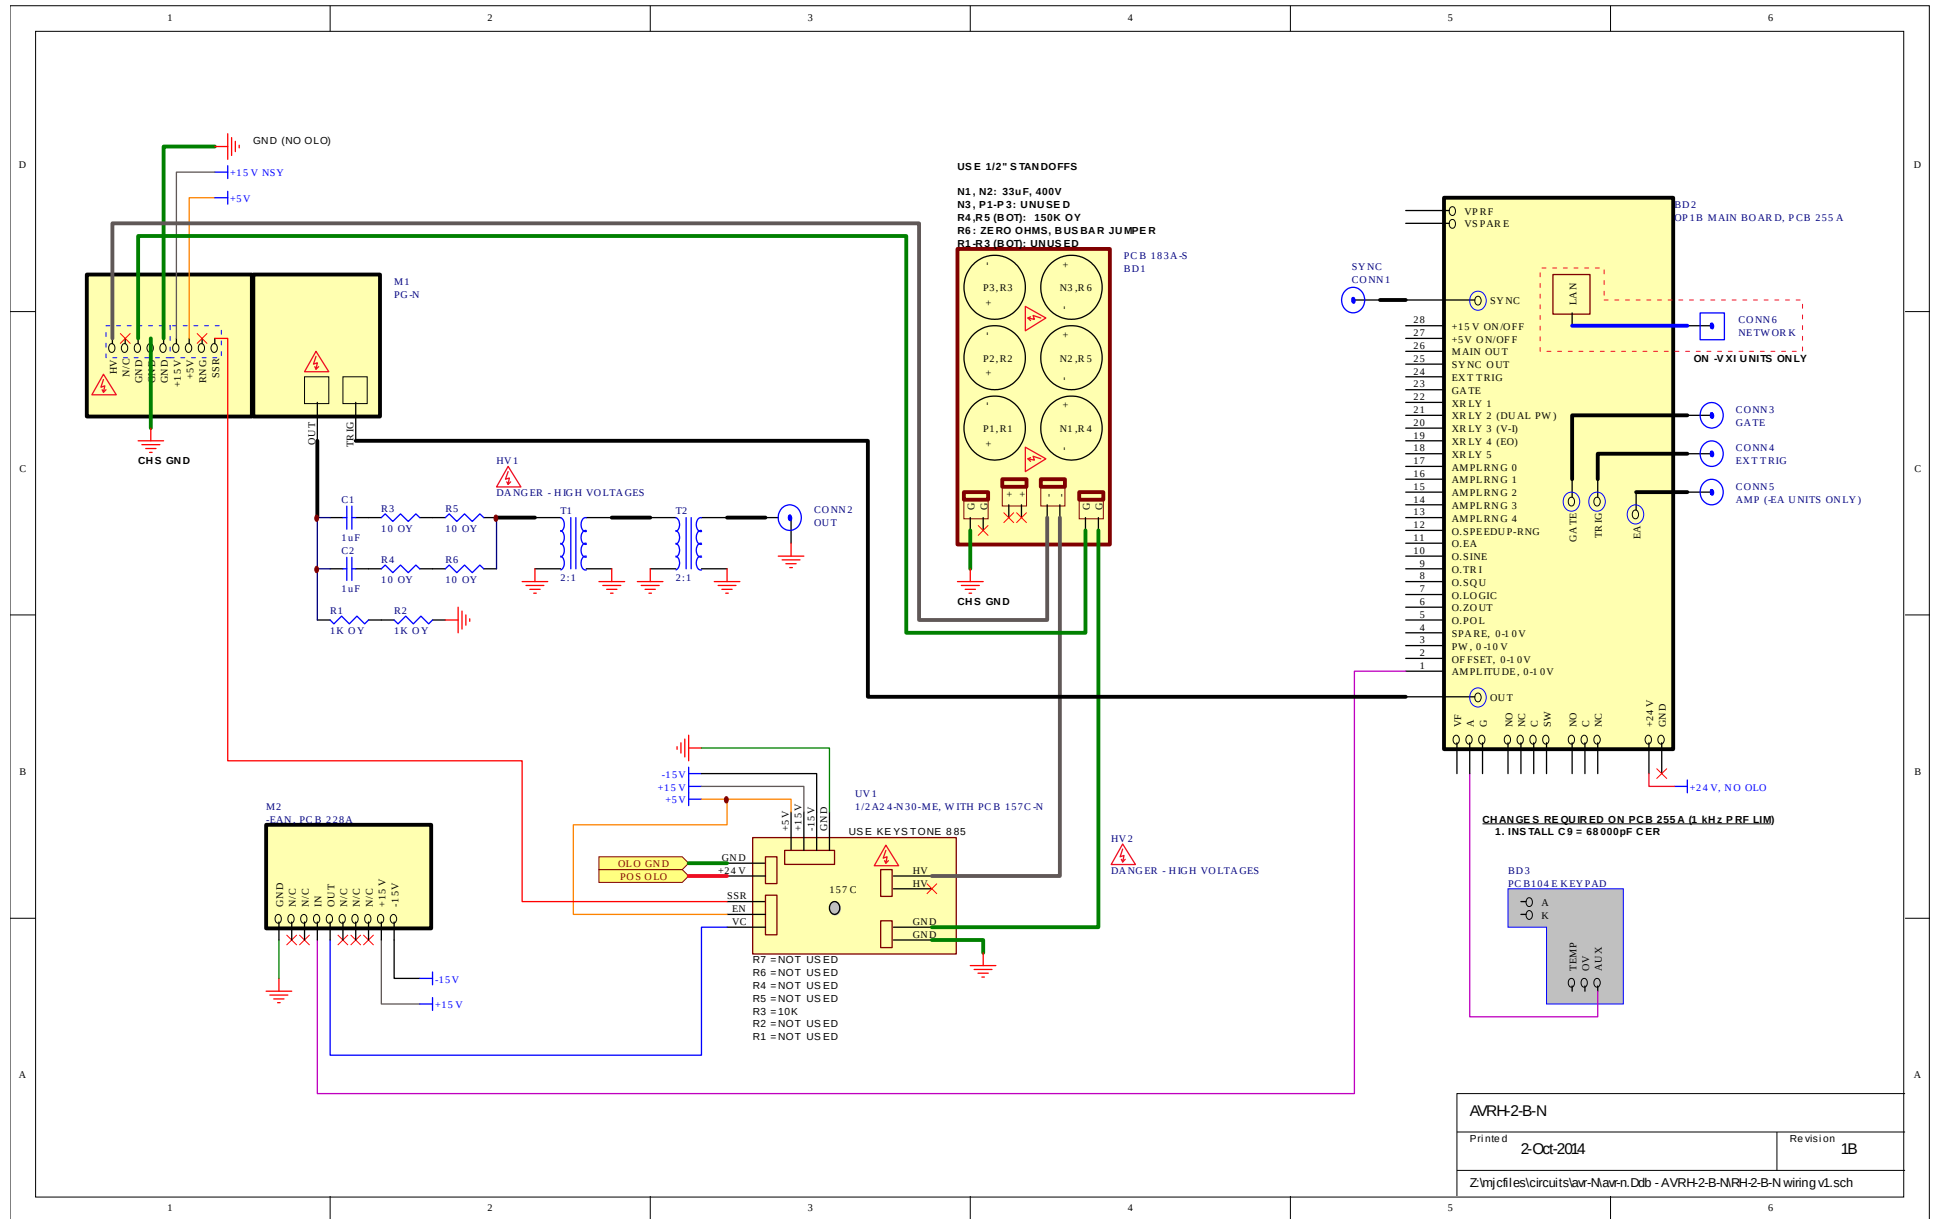 1 2 3 4 5 6
D
GND (NO OLO)
+15V NSY
+5V
M1
PG-N
HV
N/C
GND
GND
GND
+15V
+5V
RNG
SSR
OUT
TRIG
CHS GND
C
HV1
DANGER - HIGH VOLTAGES
C1
1uF
R3
10 OY
R5
10 OY
C2
1uF
R4
10 OY
R6
10 OY
R1
1K OY
R2
1K OY
T1
2:1
T2
2:1
CONN2
OUT
USE 1/2" STANDOFFS
N1, N2: 33uF, 400V
N3, P1-P3: UNUSED
R4,R5 (BOT): 150K OY
R6: ZERO OHMS, BUSBAR JUMPER
R1-R3 (BOT): UNUSED
PCB 183A-S
BD1
P3,R3
N3,R6
P2,R2
N2,R5
P1,R1
N1,R4
G
G
+
+
-
-
G
G
CHS GND
D
BD2
OP1B MAIN BOARD, PCB 255A
VPRF
VSPARE
SYNC
CONN1
SYNC
LAN
CONN6
NETWORK
ON -VXI UNITS ONLY
28 +15V ON/OFF
27 +5V ON/OFF
26 MAIN OUT
25 SYNC OUT
24 EXT TRIG
23 GATE
22 XRLY 1
21 XRLY 2 (DUAL PW)
20 XRLY 3 (V-I)
19 XRLY 4 (EO)
18 XRLY 5
17 AMPLRNG 0
16 AMPLRNG 1
15 AMPLRNG 2
14 AMPLRNG 3
13 AMPLRNG 4
12 O.SPEEDUP-RNG
11 O.EA
10 O.SINE
9 O.TRI
8 O.SQU
7 O.LOGIC
6 O.ZOUT
5 O.POL
4 SPARE, 0-10V
3 PW, 0-10V
2 OFFSET, 0-10V
1 AMPLITUDE, 0-10V
OUT
GATE
TRIG
EA
CONN3
GATE
CONN4
EXT TRIG
CONN5
AMP (-EA UNITS ONLY)
C
VF
A
G
NO
NC
C
SW
NO
C
NC
+24V
GND
+24V, NO OLO
CHANGES REQUIRED ON PCB 255A (1 kHz PRF LIM)
1. INSTALL C9 = 68000pF CER
BD3
PCB104E KEYPAD
A
K
TEMP
OV
AUX
B
B
M2
-EAN, PCB 228A
GND
N/C
N/C
IN
OUT
N/C
N/C
N/C
+15V
-15V
-15V
+15V
-15V
+15V
+5V
UV1
1/2A24-N30-ME, WITH PCB 157C-N
USE KEYSTONE 885
+5V
+15V
-15V
GND
OLO GND
POS OLO
GND
+24V
SSR
EN
VC
157C
HV
HV
GND
GND
HV2
DANGER - HIGH VOLTAGES
R7 =NOT USED
R6 =NOT USED
R4 =NOT USED
R5 =NOT USED
R3 =10K
R2 =NOT USED
R1 =NOT USED
A
A
AVRH-2-B-N
Printed 2-Oct-2014
Revision 1B
Z:\mjcfiles\circuits\avr-N\avr-n.Ddb - AVRH-2-B-N\RH-2-B-N wiring v1.sch
1 2 3 4 5 6